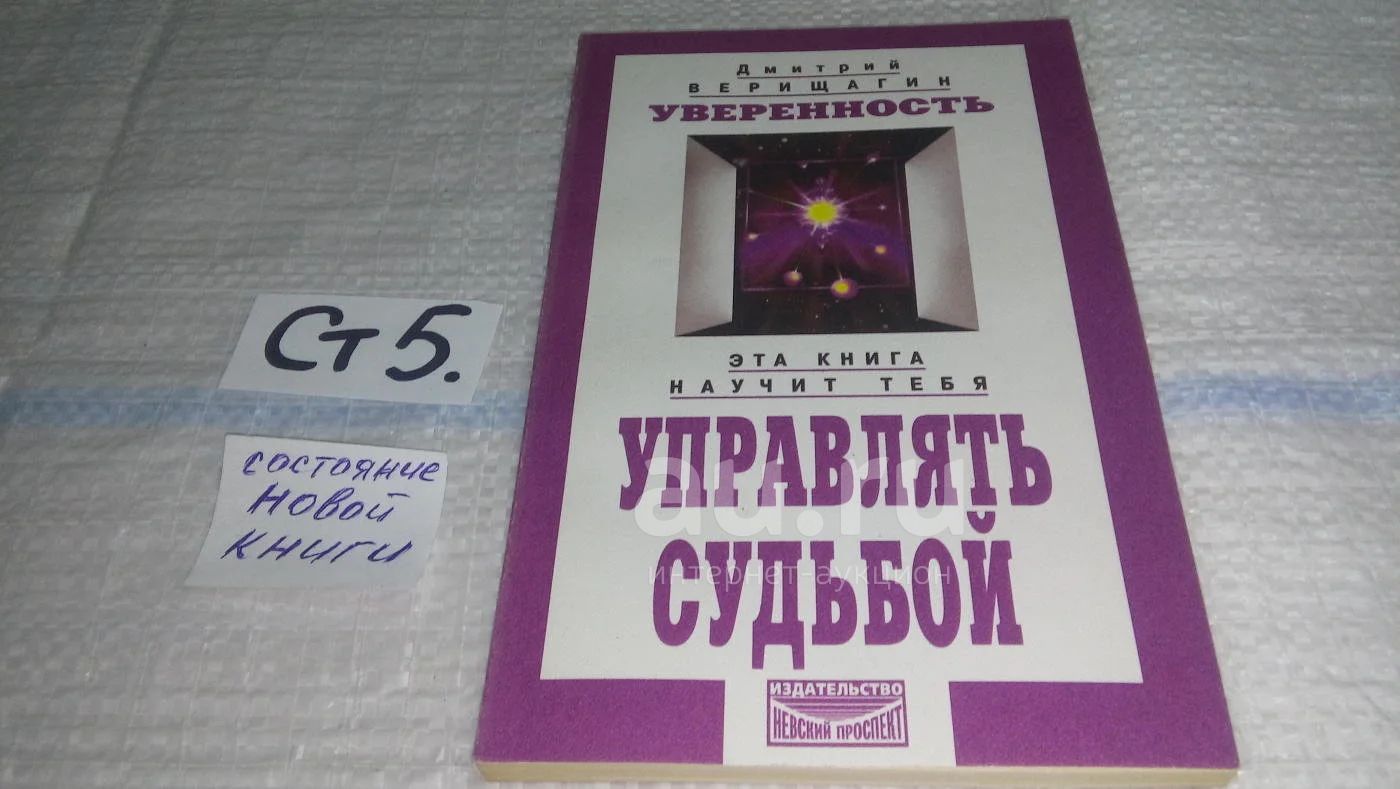 Дмитрий
ВЕРИЩАГИН
УВЕРЕННОСТЬ
ЭТА КНИГА
НАУЧИТ ТЕБЯ
УПРАВЛЯТЬ
СУДЬБОЙ
ИЗДАТЕЛЬСТВО
НЕВСКИЙ ПРОСПЕКТ
Ст 5.
состояние
новой
книги
au.ru
интернет-аукцион